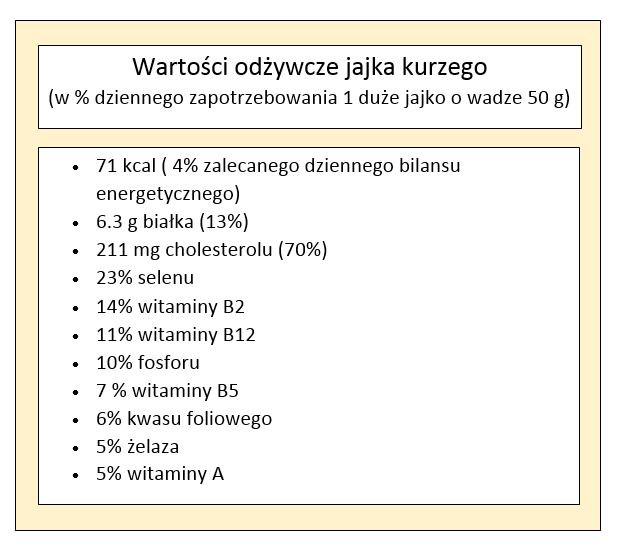 Wartości odżywcze jajka kurzego
(w % dziennego zapotrzebowania 1 duże jajko o wadze 50 g)
• 71 kcal ( 4% zalecanego dziennego bilansu
energetycznego)
• 6.3 g białka (13%)
• 211 mg cholesterolu (70%)
• 23% selenu
• 14% witaminy B2
• 11% witaminy B12
• 10% fosforu
• 7 % witaminy B5
• 6% kwasu foliowego
• 5% żelaza
• 5% witaminy A